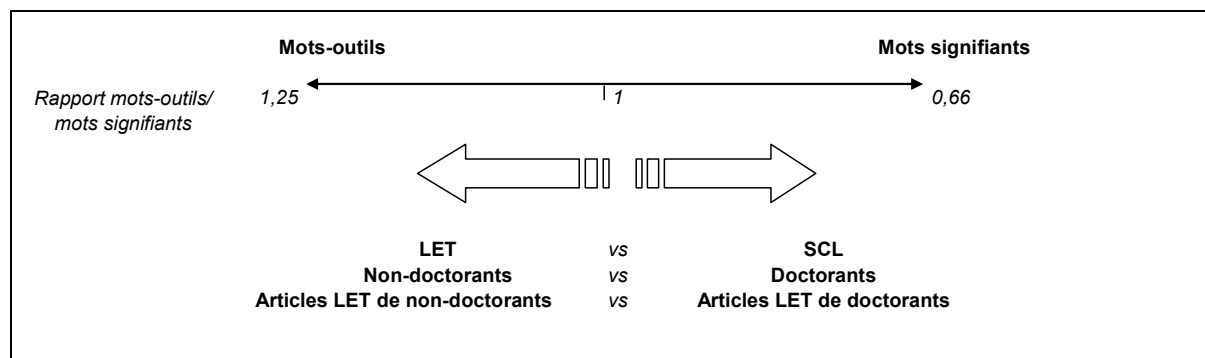 Mots-outils Mots signifiants
Rapport mots-outils/ 1,25 1 0,66
mots signifiants
LET vs SCL
Non-doctorants vs Doctorants
Articles LET de non-doctorants vs Articles LET de doctorants